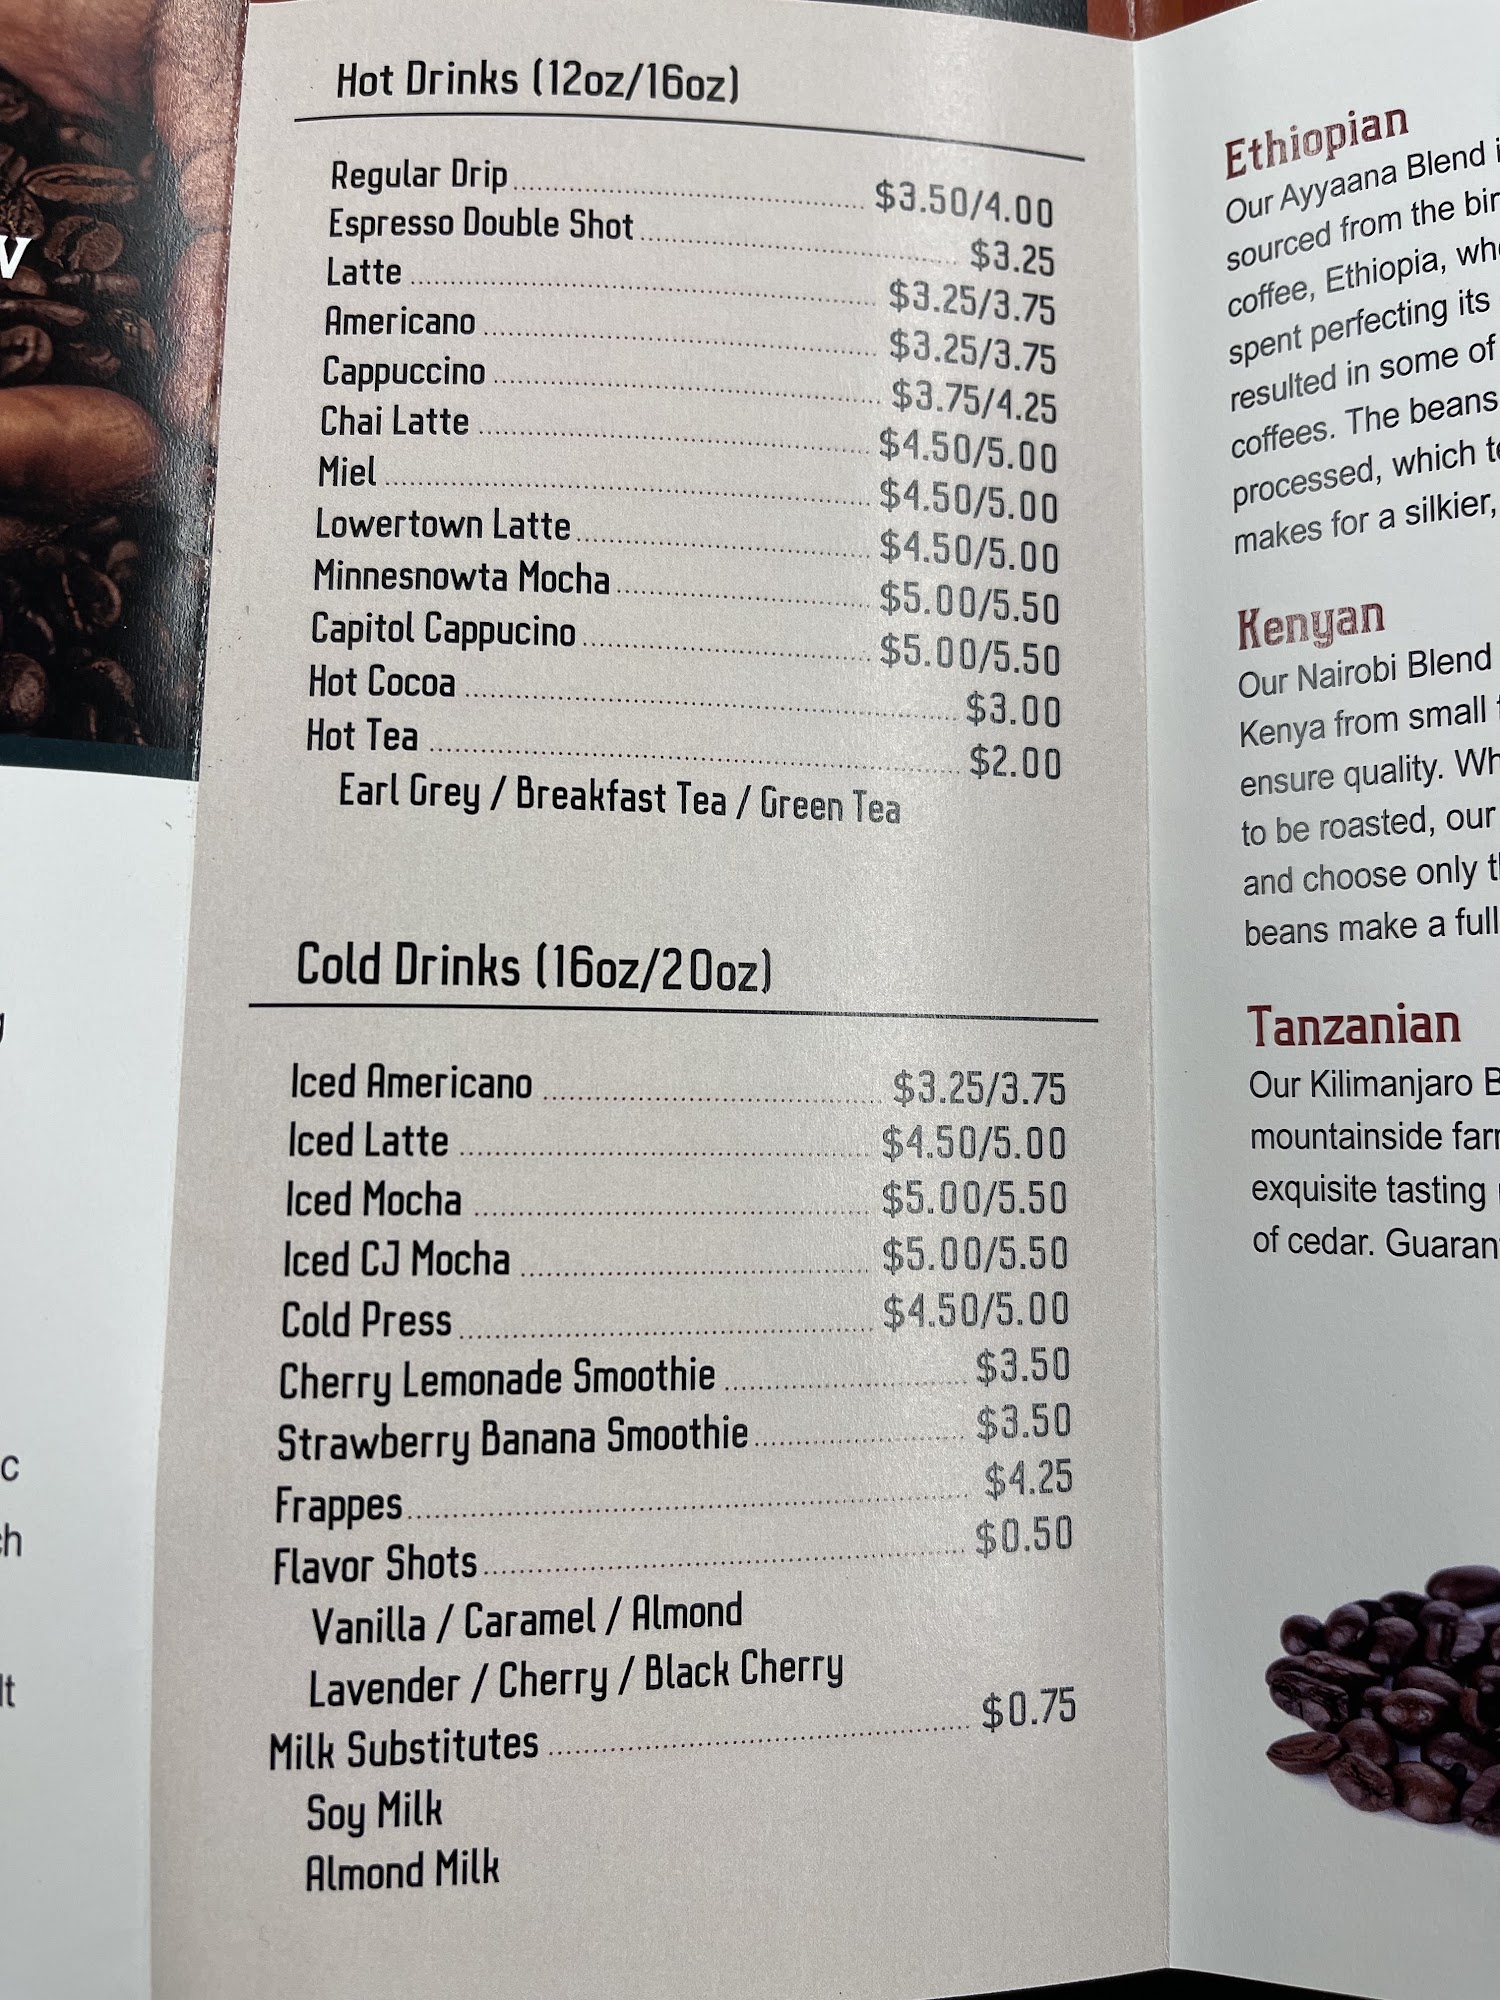 Hot Drinks (12oz/16oz)
Regular Drip $3.50/4.00
Espresso Double Shot $3.25
Latte $3.25/3.75
Americano $3.25/3.75
Cappuccino $3.75/4.25
Chai Latte $4.50/5.00
Miel $4.50/5.00
Lowertown Latte $4.50/5.00
Minnesnowta Mocha $5.00/5.50
Capitol Cappucino $5.00/5.50
Hot Cocoa $3.00
Hot Tea $2.00
Earl Grey / Breakfast Tea / Green Tea
Cold Drinks (16oz/20oz)
Iced Americano $3.25/3.75
Iced Latte $4.50/5.00
Iced Mocha $5.00/5.50
Iced CJ Mocha $5.00/5.50
Cold Press $4.50/5.00
Cherry Lemonade Smoothie $3.50
Strawberry Banana Smoothie $3.50
Frappes $4.25
Flavor Shots $0.50
Vanilla / Caramel / Almond
Lavender / Cherry / Black Cherry
Milk Substitutes $0.75
Soy Milk
Almond Milk
Ethiopian
Our Ayyaana Blend
sourced from the
coffee, Ethiopia,
spent perfecting its
resulted in some of
coffees. The beans
processed, which
makes for a silkier,
Kenyan
Our Nairobi Blend
Kenya from small
ensure quality.
to be roasted, our
and choose only
beans make a
Tanzanian
Our Kilimanjaro
mountainside
exquisite tasting
of cedar.